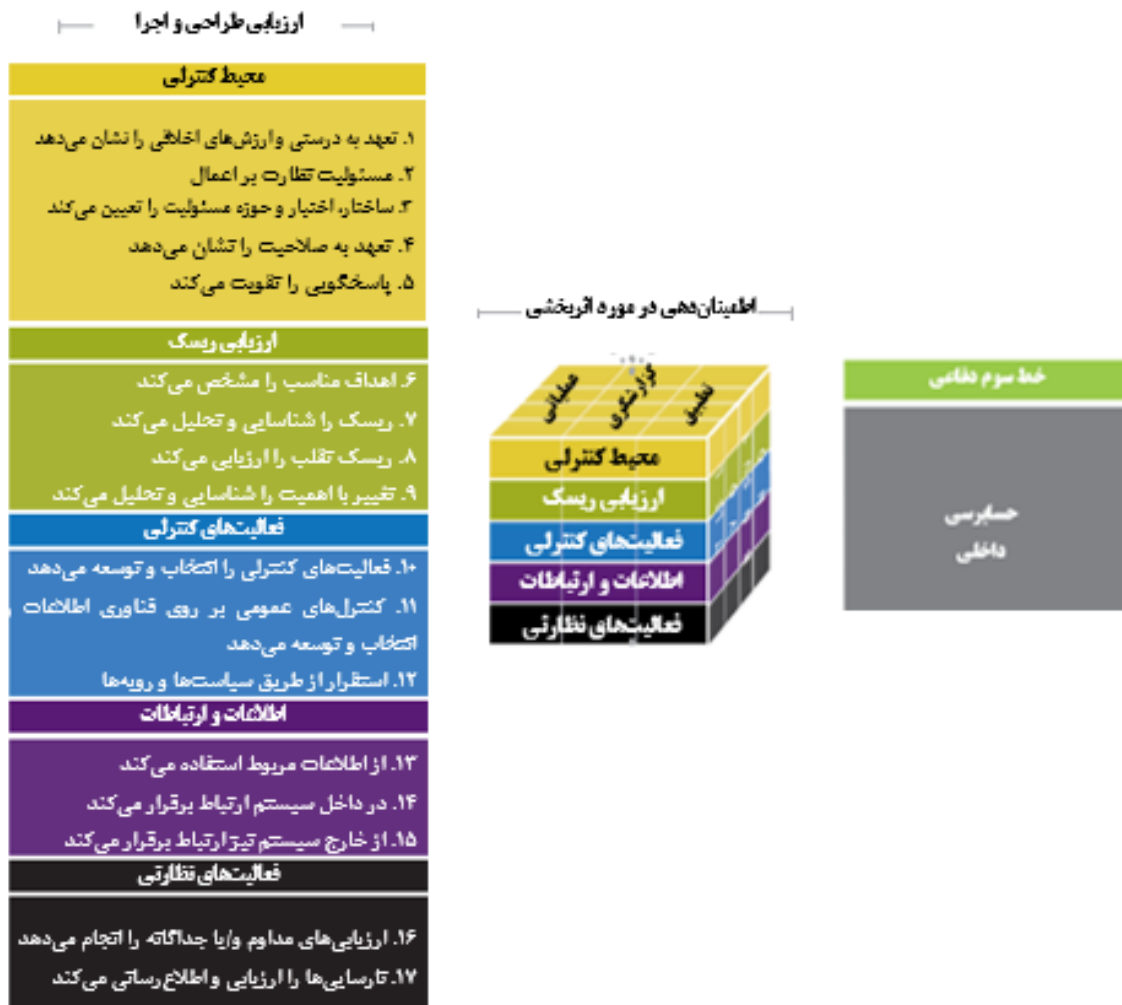 ارزیابی طراحی و اجرا
محیط کنترلی
۱. تعهد به درستی و ارزش‌های اخلاقی را نشان می‌دهد
۲. مسئولیت نظارت بر اعمال
۳. ساختار، اختیار و حوزه مسئولیت را تعیین می‌کند
۴. تعهد به صلاحیت را نشان می‌دهد
۵. پاسخگویی را تقویت می‌کند
ارزیابی ریسک
۶. اهداف مناسب را مشخص می‌کند
۷. ریسک را شناسایی و تحلیل می‌کند
۸. ریسک تقلب را ارزیابی می‌کند
۹. تغییر با اهمیت را شناسایی و تحلیل می‌کند
فعالیت‌های کنترلی
۱۰. فعالیت‌های کنترلی را انتخاب و توسعه می‌دهد
۱۱. کنترل‌های عمومی بر روی فناوری اطلاعات
انتخاب و توسعه می‌دهد
۱۲. استقرار از طریق سیاست‌ها و رویه‌ها
اطلاعات و ارتباطات
۱۳. از اطلاعات مربوط استفاده می‌کند
۱۴. در داخل سیستم ارتباط برقرار می‌کند
۱۵. از خارج سیستم نیز ارتباط برقرار می‌کند
فعالیت‌های نظارتی
۱۶. ارزیابی‌های مداوم و/یا جداگانه را انجام می‌دهد
۱۷. نارسایی‌ها را ارزیابی و اطلاع‌رسانی می‌کند
اطمینان‌دهی در مورد اثربخشی
عملیاتی
گزارشگری
تطبیق
محیط کنترلی
ارزیابی ریسک
فعالیت‌های کنترلی
اطلاعات و ارتباطات
فعالیت‌های نظارتی
خط سوم دفاعی
حسابرسی
داخلی